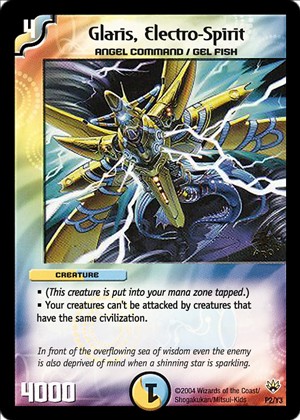 4
Glaris, Electro-Spirit
ANGEL COMMAND / GEL FISH
CREATURE
• (This creature is put into your mana zone tapped.)
• Your creatures can't be attacked by creatures that
have the same civilization.
In front of the overflowing sea of wisdom even the enemy
is also deprived of mind when a shinning star is sparkling.
4000
1
©2004 Wizards of the Coast/
Shogakukan/Mitsui-Kids
P2/Y3